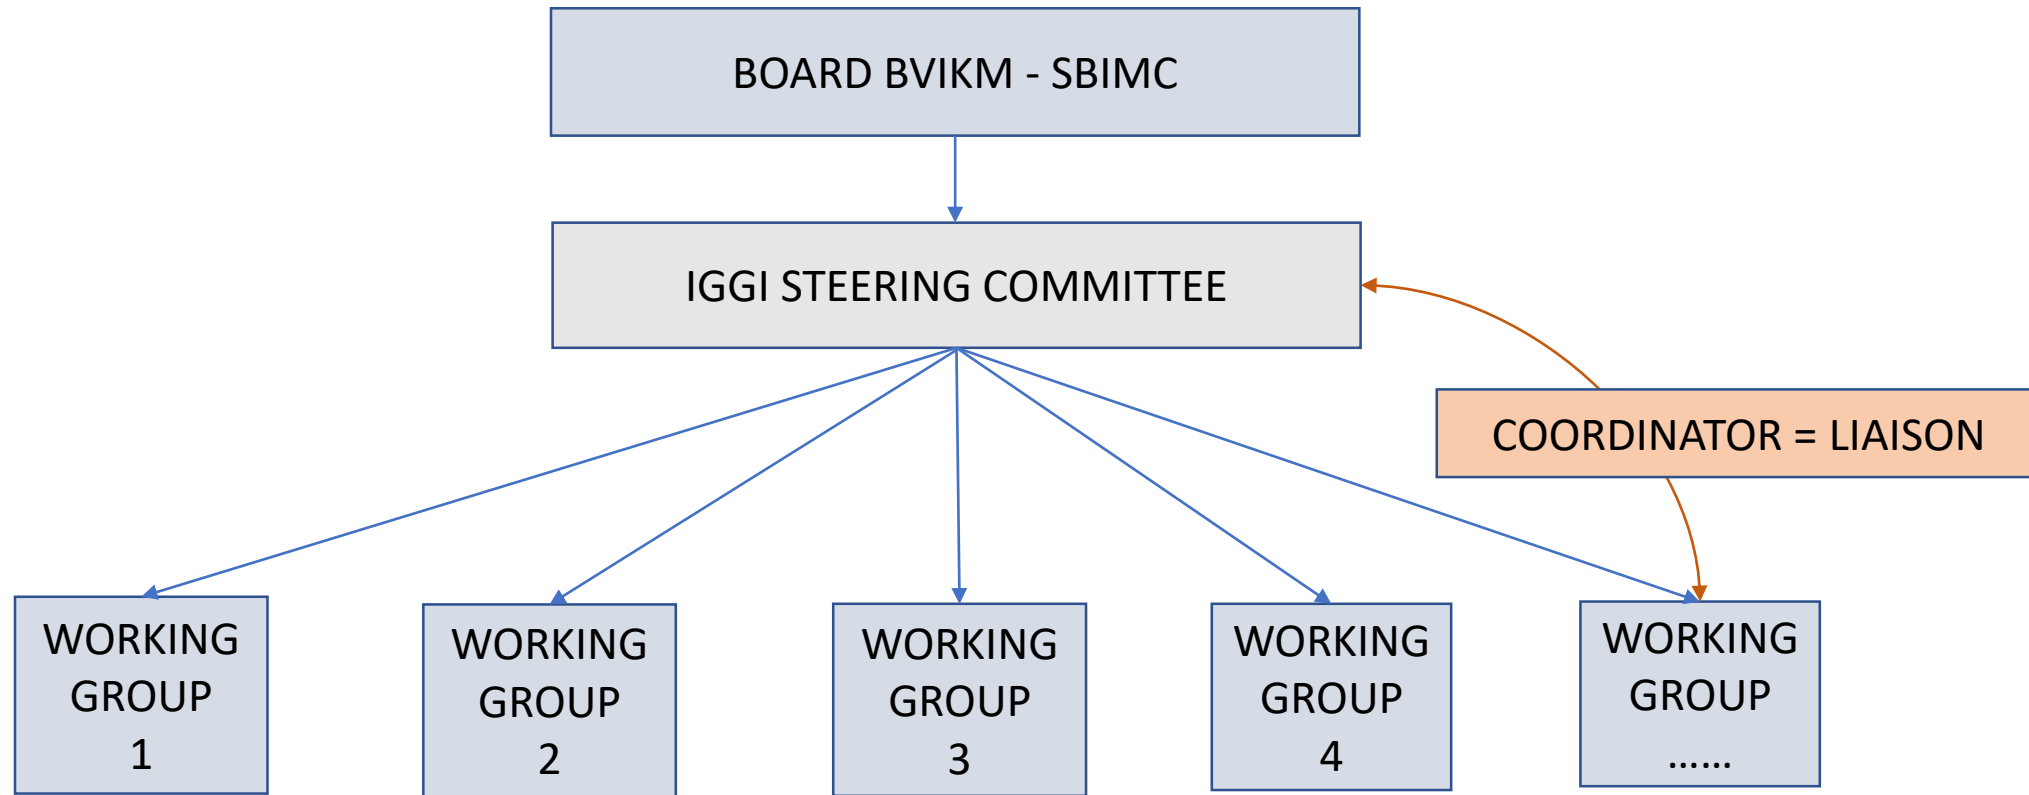 BOARD BVIKM - SBIMC
IGGI STEERING COMMITTEE
COORDINATOR = LIAISON
WORKING
GROUP
1
WORKING
GROUP
2
WORKING
GROUP
3
WORKING
GROUP
4
WORKING
GROUP
......